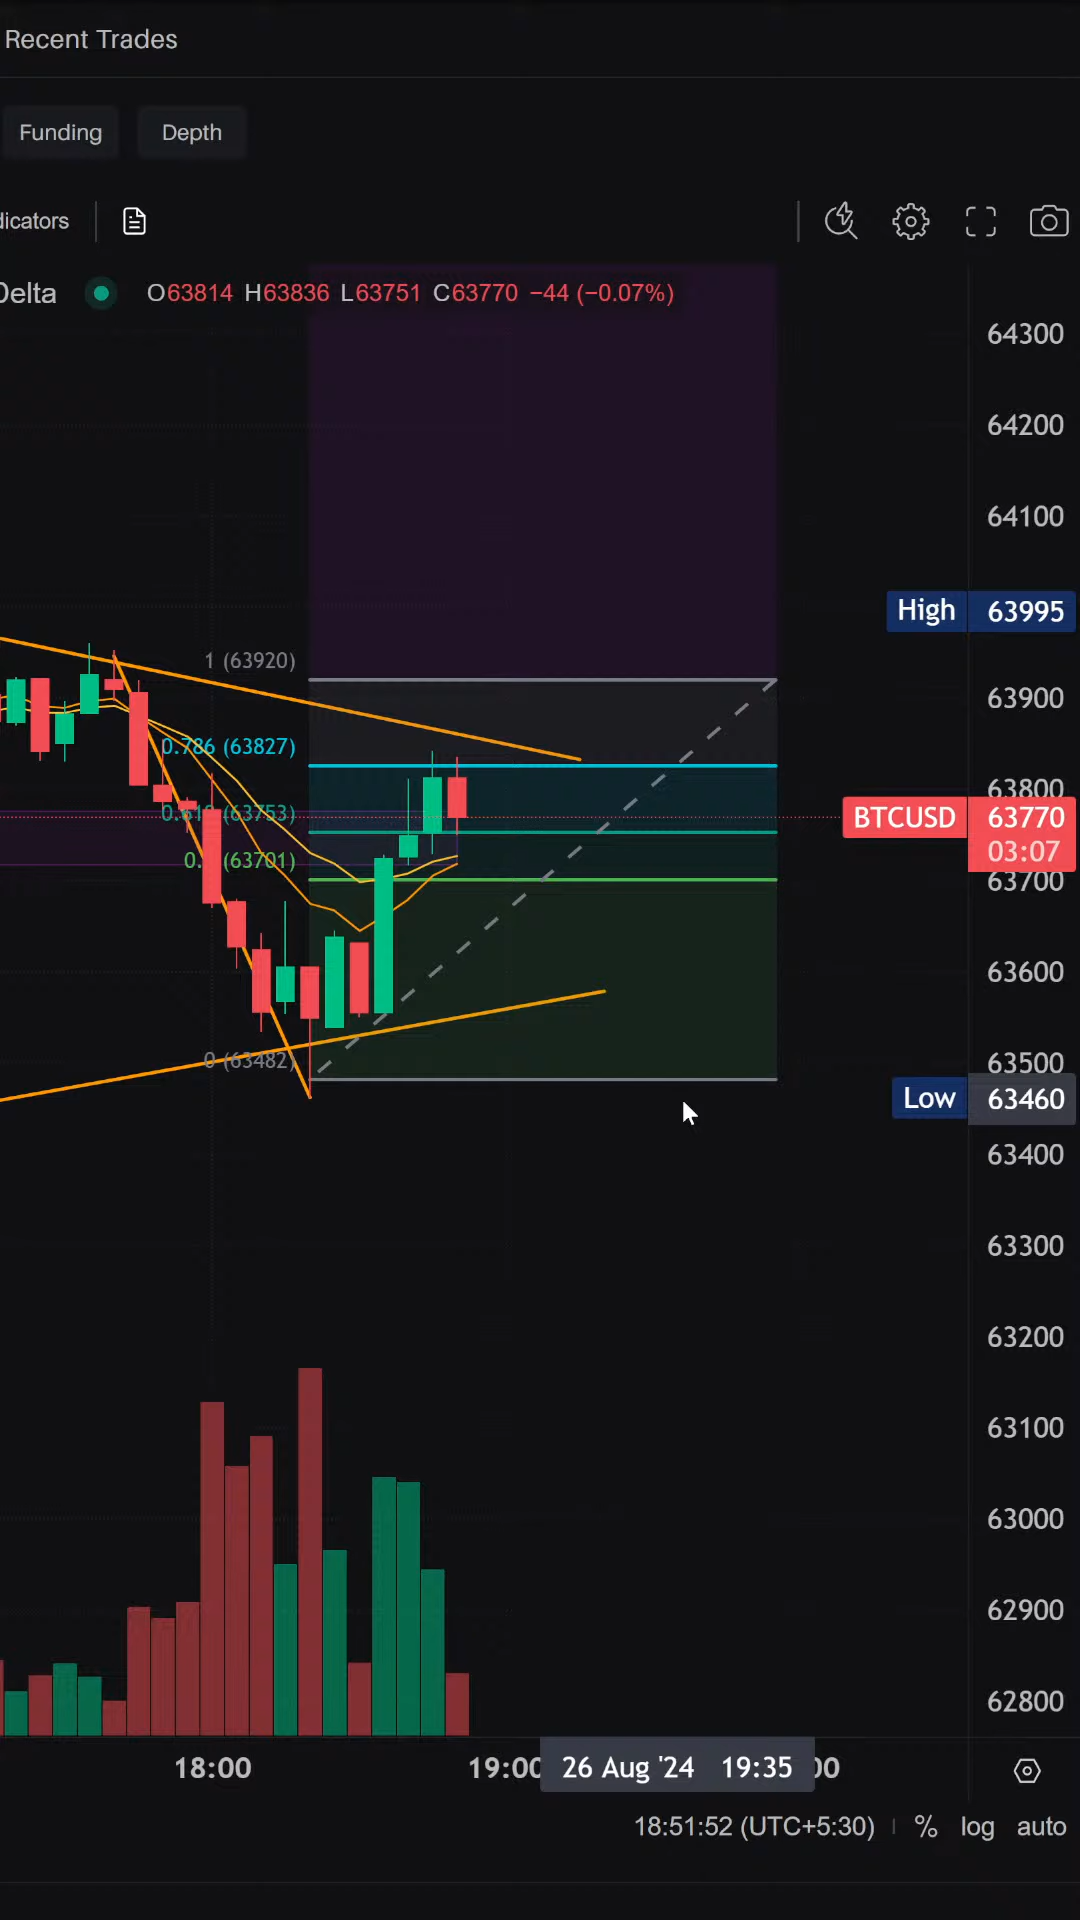 Recent Trades
Funding Depth
dicators
Delta O63814 H63836 L63751 C63770 −44 (−0.07%)
64300
64200
64100
High 63995
1 (63920)
63900
0.786 (63827)
63800
0.618 (63753)
BTCUSD 63770
03:07
0.5 (63701)
63700
63600
0 (63482)
63500
Low 63460
63400
63300
63200
63100
63000
62900
62800
18:00 19:00 26 Aug '24 19:35 00
18:51:52 (UTC+5:30) % log auto